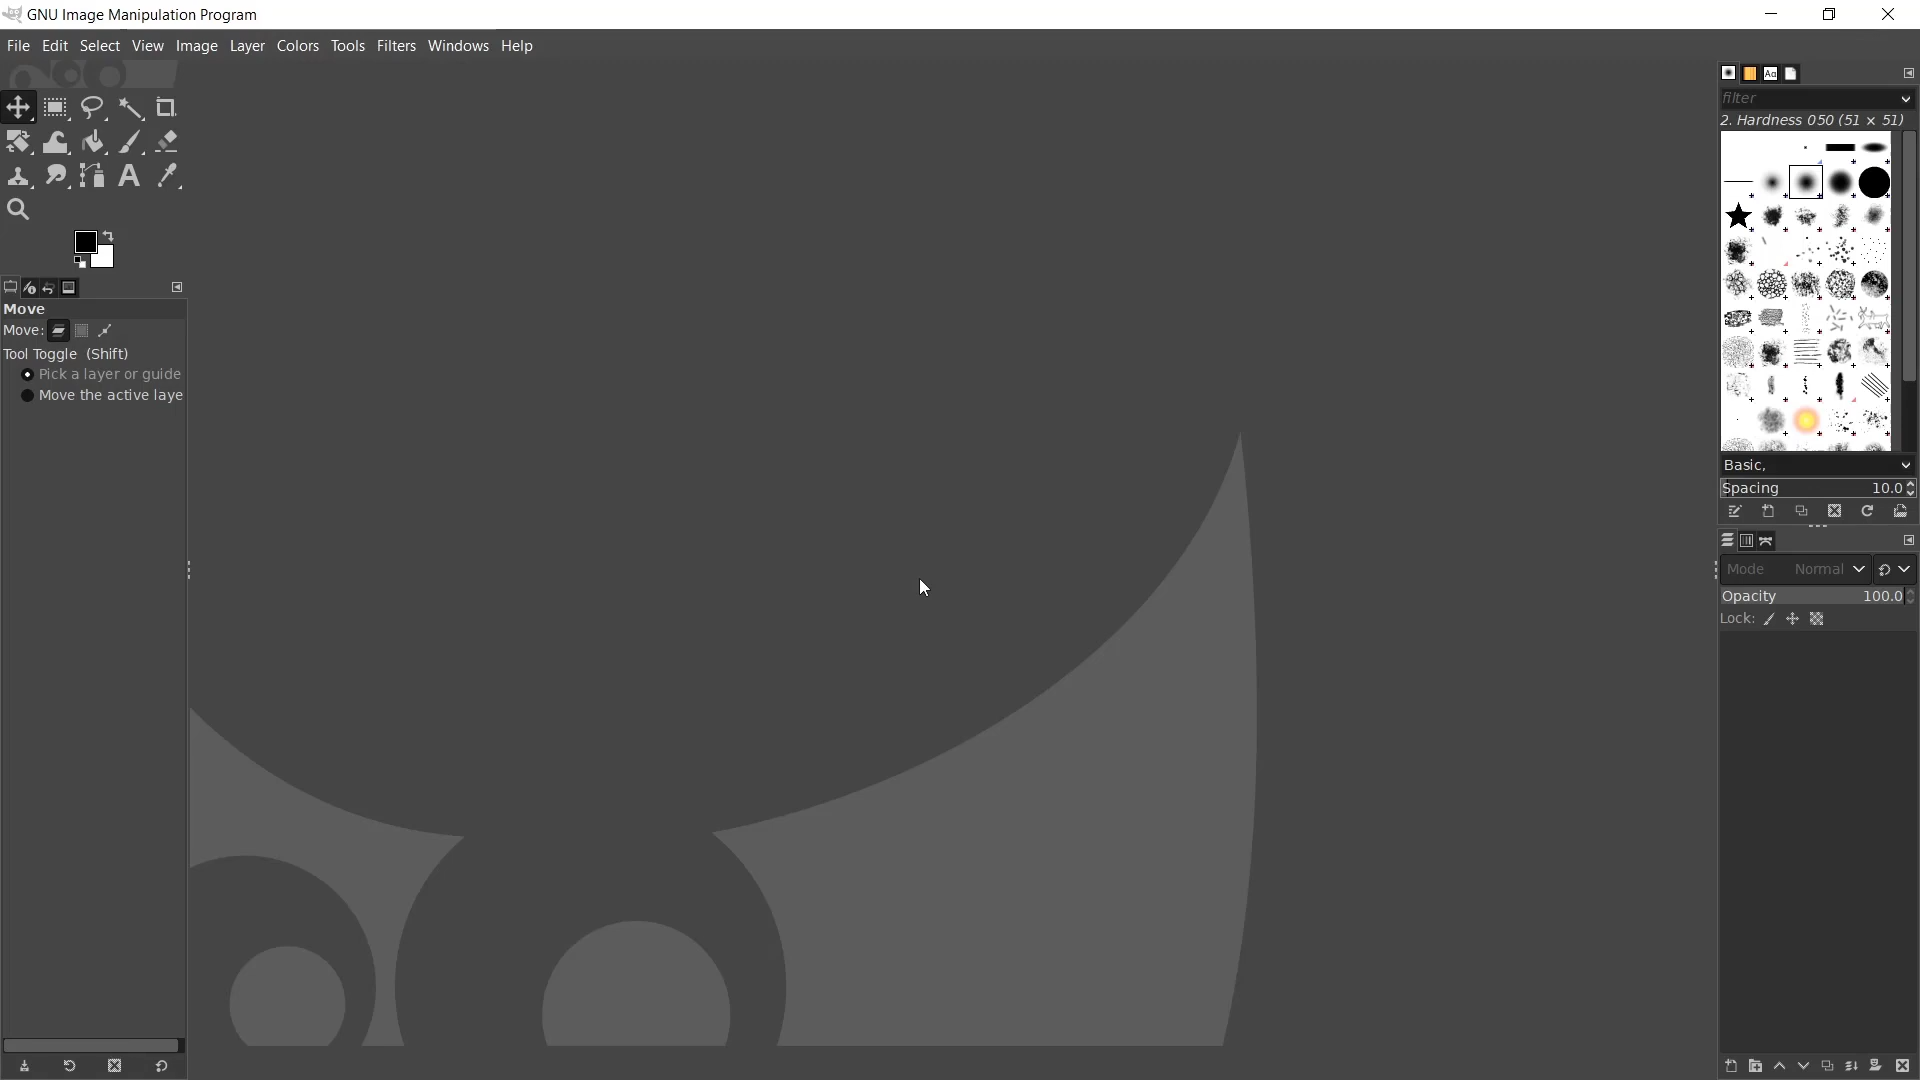 GNU Image Manipulation Program
File Edit Select View Image Layer Colors Tools Filters Windows Help
Aa
filter
2. Hardness 050 (51 × 51)
A
Move
Move:
Tool Toggle (Shift)
Pick a layer or guide
Move the active laye
Basic,
Spacing 10.0
Mode Normal
Opacity 100.0
Lock: